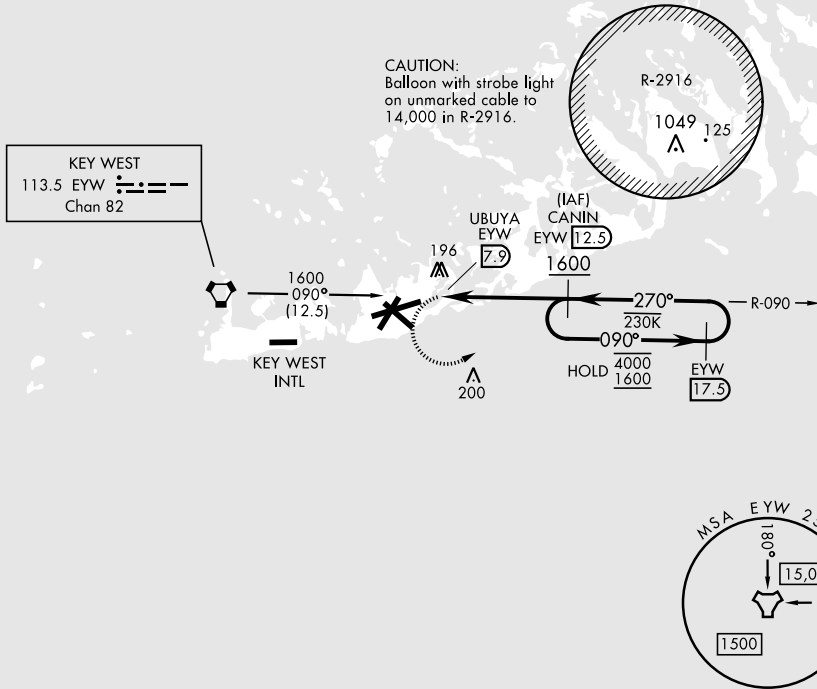 CAUTION:
Balloon with strobe light
on unmarked cable to
14,000 in R-2916.
R-2916
1049
125
KEY WEST
113.5 EYW
Chan 82
1600
090°
(12.5)
KEY WEST
INTL
196
UBUYA
EYW
7.9
(IAF)
CANIN
EYW 12.5
1600
270°
230K
R-090
090°
HOLD 4000
1600
EYW
17.5
200
MSA EYW 25
180°
15,0
1500